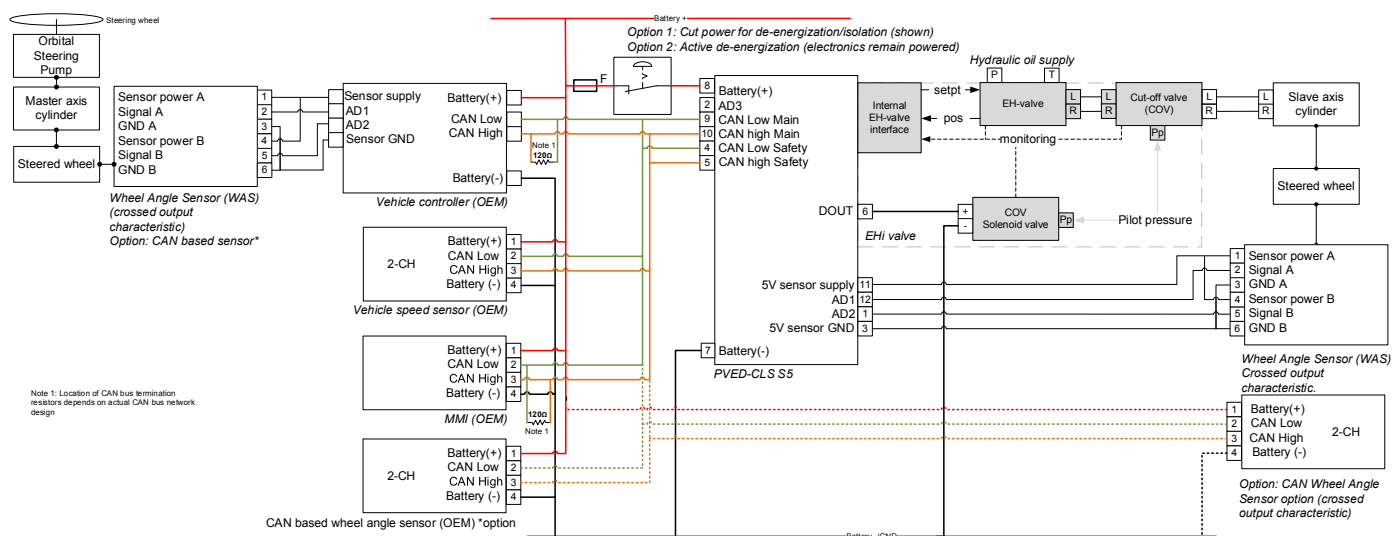 Steering wheel
Orbital
Steering
Pump
Master axis
cylinder
Steered wheel
Sensor power A 1
Signal A 2
GND A 3
Sensor power B 4
Signal B 5
GND B 6
Wheel Angle Sensor (WAS)
(crossed output
characteristic)
Option: CAN based sensor*
Sensor supply
AD1
AD2
Sensor GND
Battery(+)
CAN Low
CAN High
Battery(-)
Vehicle controller (OEM)
Note 1
120Ω
2-CH
Battery(+) 1
CAN Low 2
CAN High 3
Battery (-) 4
Vehicle speed sensor (OEM)
Battery(+) 1
CAN Low 2
CAN High 3
Battery (-) 4
MMI (OEM)
120Ω
Note 1
2-CH
Battery(+) 1
CAN Low 2
CAN High 3
Battery (-) 4
CAN based wheel angle sensor (OEM) *option
Note 1: Location of CAN bus termination
resistors depends on actual CAN bus network
design
Battery +
Option 1: Cut power for de-energization/isolation (shown)
Option 2: Active de-energization (electronics remain powered)
F
8 Battery(+)
2 AD3
9 CAN Low Main
10 CAN high Main
4 CAN Low Safety
5 CAN high Safety
7 Battery(-)
DOUT 6
5V sensor supply 11
AD1 12
AD2 1
5V sensor GND 3
PVED-CLS S5
Internal
EH-valve
interface
setpt
pos
monitoring
Hydraulic oil supply
P T
EH-valve
L
R
L
R
Cut-off valve
(COV)
Pp
L
R
L
R
Slave axis
cylinder
Steered wheel
+
-
COV
Solenoid valve
Pp
Pilot pressure
EHi valve
1 Sensor power A
2 Signal A
3 GND A
4 Sensor power B
5 Signal B
6 GND B
Wheel Angle Sensor (WAS)
Crossed output
characteristic.
1 Battery(+)
2 CAN Low
3 CAN High
4 Battery (-)
2-CH
Option: CAN Wheel Angle
Sensor option (crossed
output characteristic)